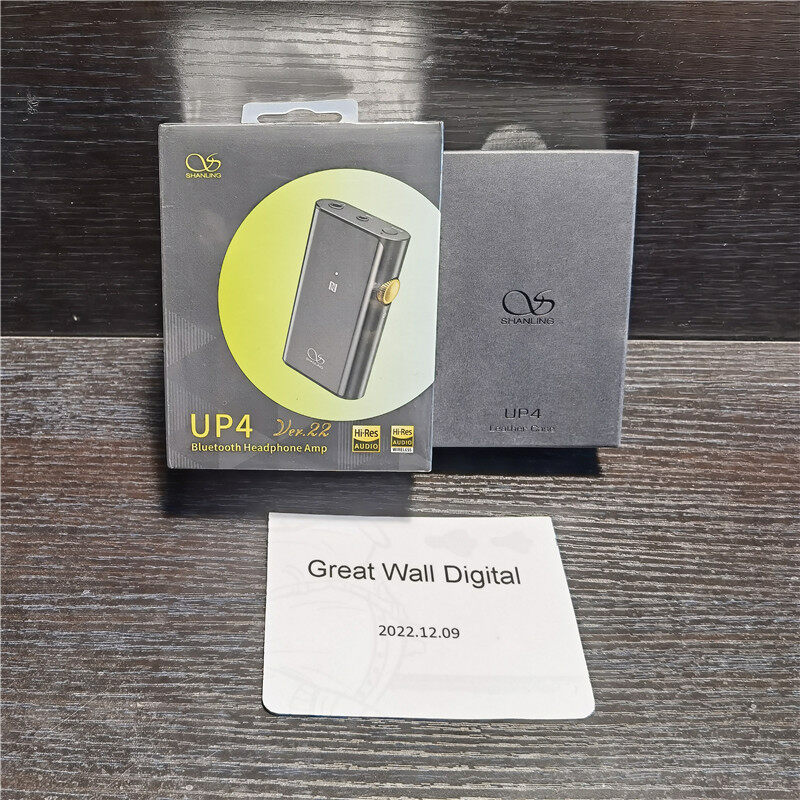 SHANLING
SHANLING
UP4 Ver.22
Bluetooth Headphone Amp
Hi-Res
AUDIO
Hi-Res
AUDIO
WIRELESS
SHANLING
UP4
Leather Case
Great Wall Digital
2022.12.09